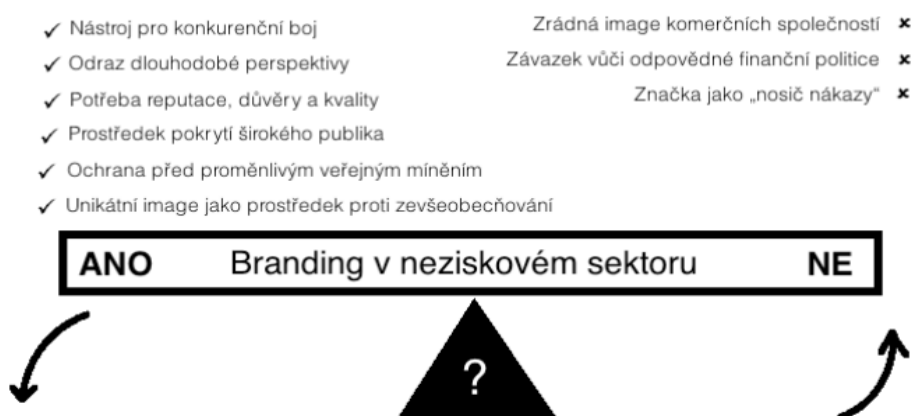 ✓ Nástroj pro konkurenční boj
✓ Odraz dlouhodobé perspektivy
✓ Potřeba reputace, důvěry a kvality
✓ Prostředek pokrytí širokého publika
✓ Ochrana před proměnlivým veřejným míněním
✓ Unikátní image jako prostředek proti zevšeobecňování
Zrádná image komerčních společností ×
Závazek vůči odpovědné finanční politice ×
Značka jako „nosič nákazy“ ×
ANO Branding v neziskovém sektoru NE
?